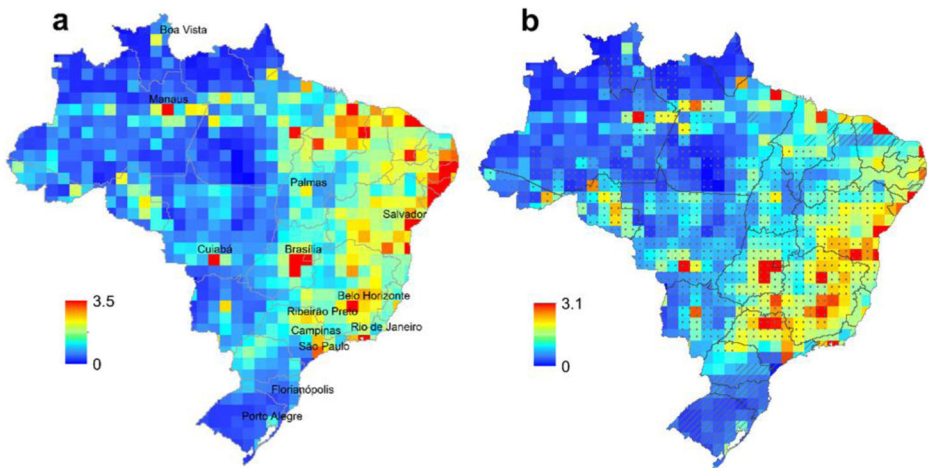 a
b
Boa Vista
Manaus
Palmas
Salvador
Cuiabá
Brasília
3.5
0
Belo Horizonte
Ribeirão Preto
Rio de Janeiro
Campinas
São Paulo
Florianópolis
Porto Alegre
3.1
0